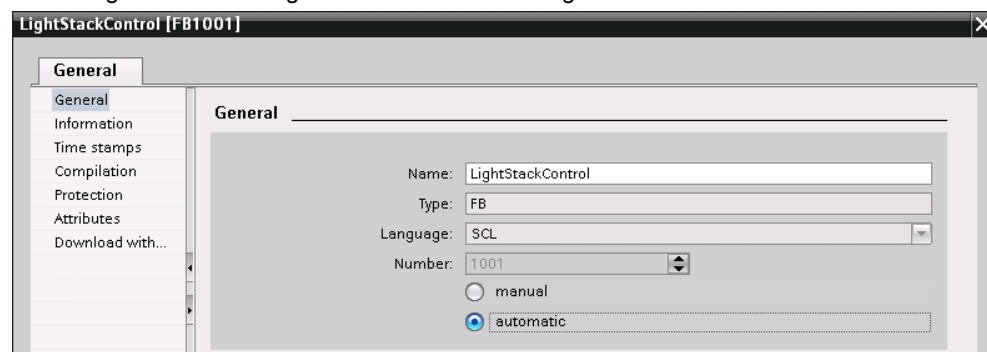 LightStackControl [FB1001]
General
General
Information
Time stamps
Compilation
Protection
Attributes
Download with...
General
Name: LightStackControl
Type: FB
Language: SCL
Number: 1001
manual
automatic